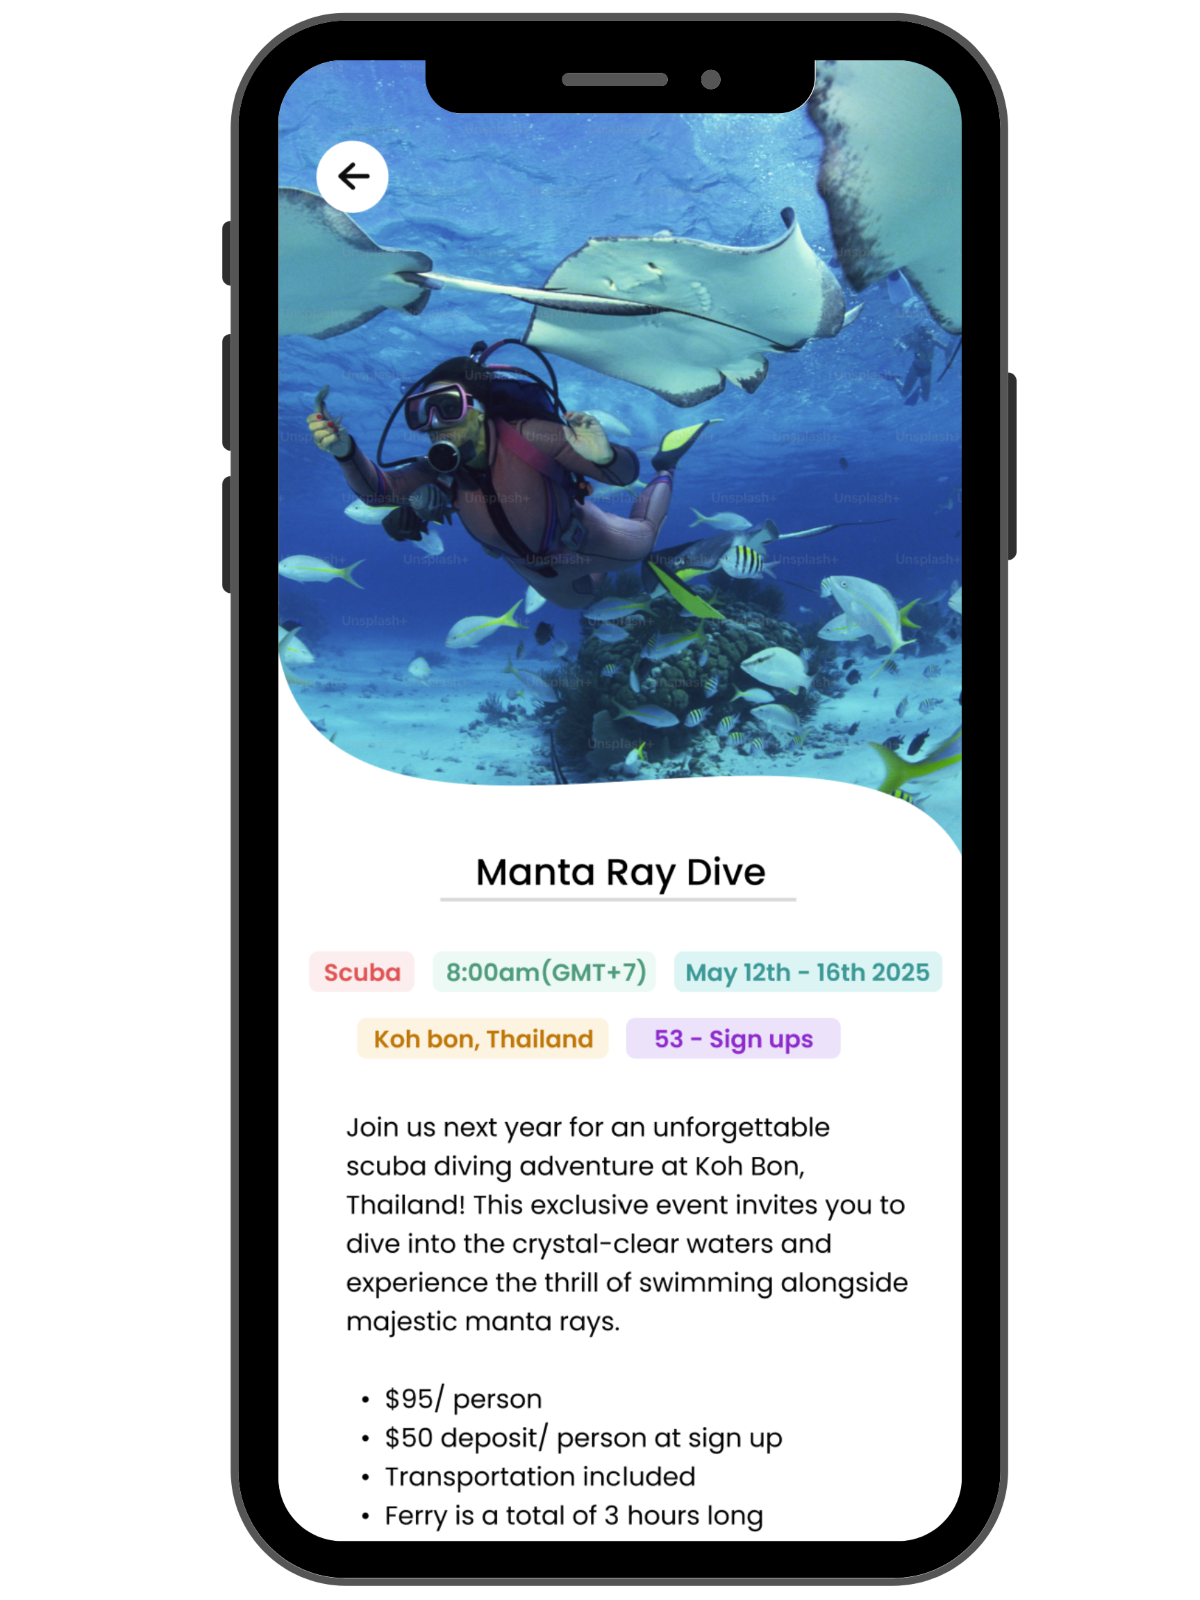 Manta Ray Dive
Scuba
8:00am(GMT+7)
May 12th - 16th 2025
Koh bon, Thailand
53 - Sign ups
Join us next year for an unforgettable
scuba diving adventure at Koh Bon,
Thailand! This exclusive event invites you to
dive into the crystal-clear waters and
experience the thrill of swimming alongside
majestic manta rays.
• $95/ person
• $50 deposit/ person at sign up
• Transportation included
• Ferry is a total of 3 hours long